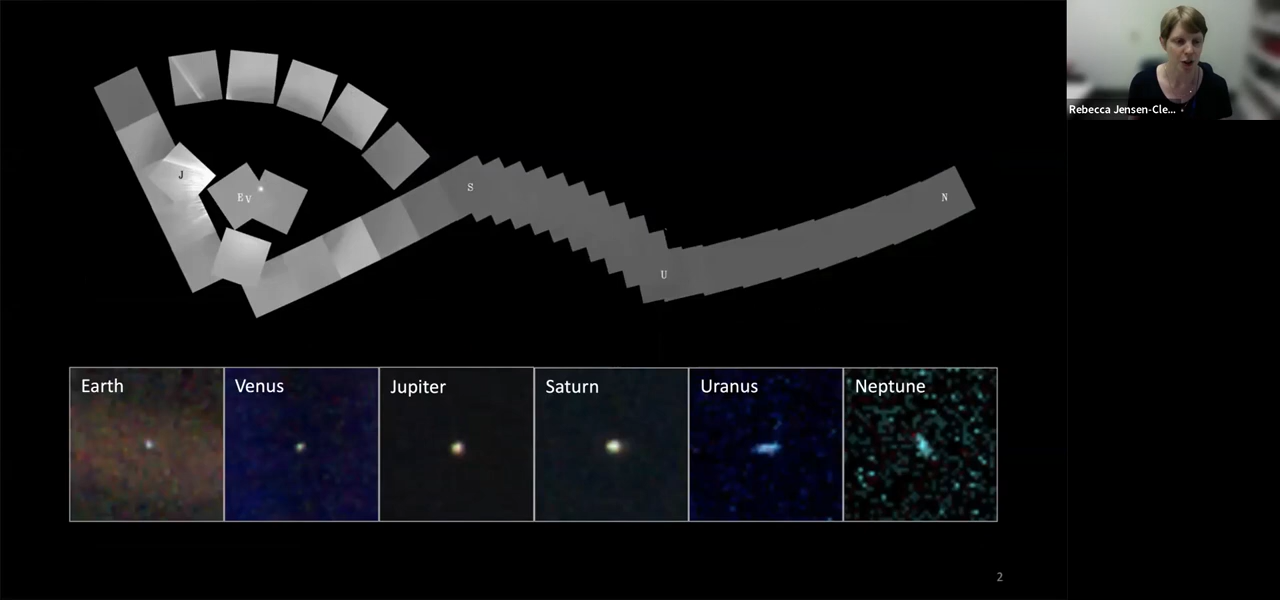 Rebecca Jensen-Cle...
J
E V
S
U
N
Earth
Venus
Jupiter
Saturn
Uranus
Neptune
2